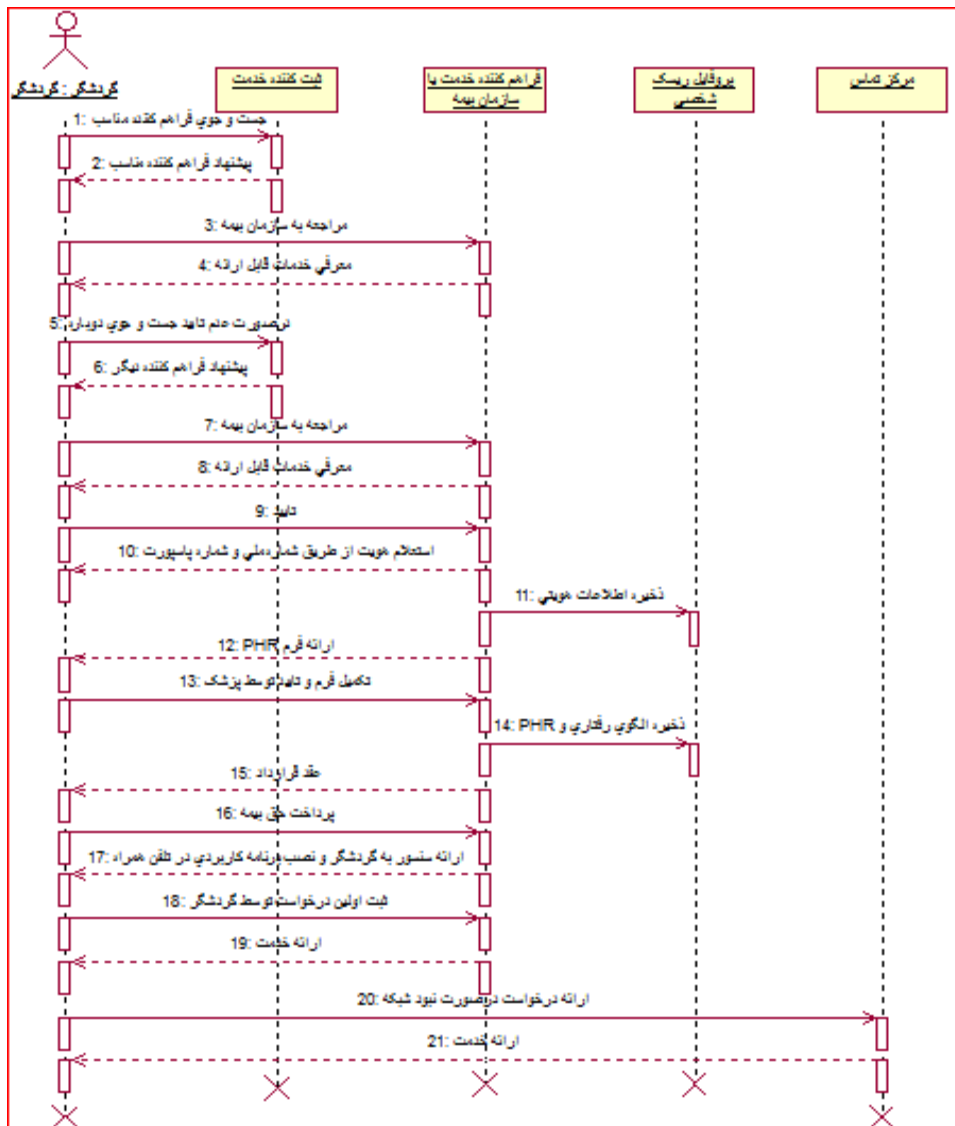 گردشگر : گردشگر
ثبت کننده خدمت
فراهم کننده خدمت یا
سازمان بیمه
پروفایل ریسک
شخصی
مرکز تماس
1: جست و جوي فراهم کننده مناسب
2: پیشنهاد فراهم کننده مناسب
3: مراجعه به سازمان بیمه
4: معرفي خدمات قابل ارائه
5: درصورت عدم تایید جست و جوي دوباره
6: پیشنهاد فراهم کننده دیگر
7: مراجعه به سازمان بیمه
8: معرفي خدمات قابل ارائه
9: تایید
10: استعلام هویت از طریق شماره ملي و شماره پاسپورت
11: ذخیره اطلاعات هویتي
12: ارائه فرم PHR
13: تکمیل فرم و تایید توسط پزشک
14: ذخیره الگوي رفتاري و PHR
15: عقد قرارداد
16: پرداخت حق بیمه
17: ارائه سنسور به گردشگر و نصب برنامه کاربردي در تلفن همراه
18: ثبت اولین درخواست توسط گردشگر
19: ارائه خدمت
20: ارائه درخواست درصورت نبود شبکه
21: ارائه خدمت